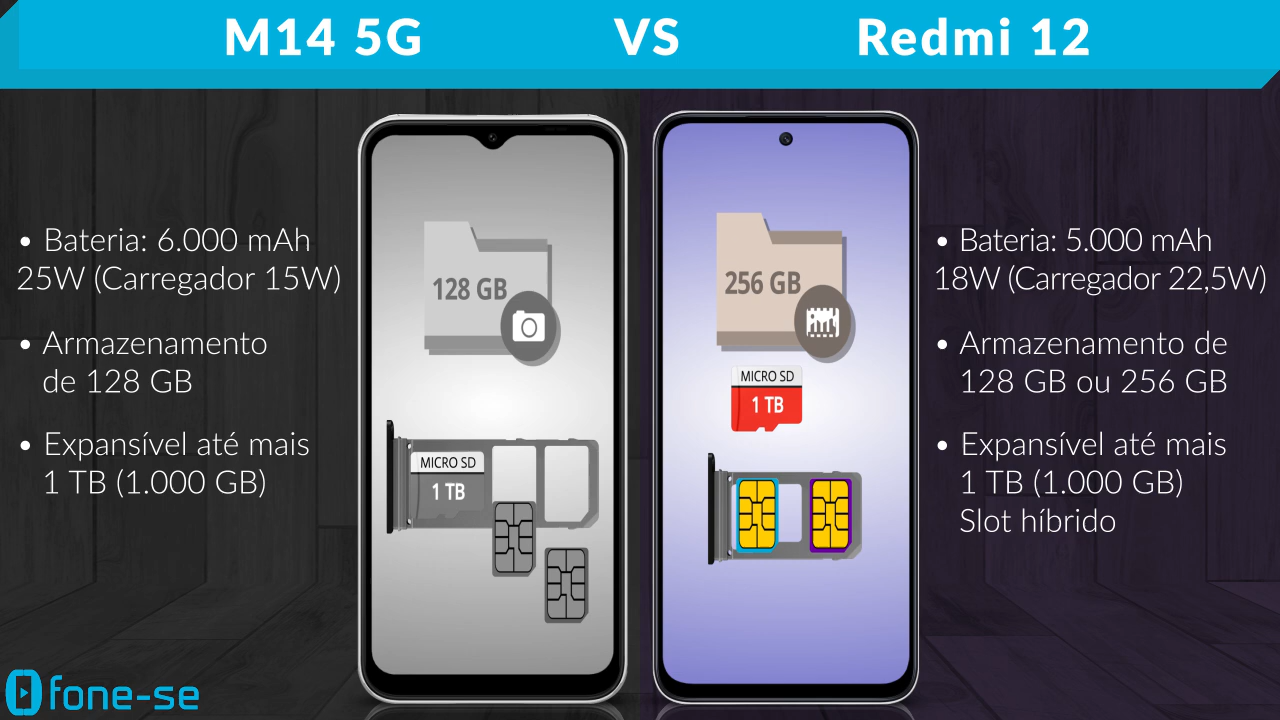 M14 5G VS Redmi 12
• Bateria: 6.000 mAh
25W (Carregador 15W)
• Armazenamento
de 128 GB
• Expansível até mais
1 TB (1.000 GB)
128 GB
MICRO SD
1 TB
256 GB
MICRO SD
1 TB
• Bateria: 5.000 mAh
18W (Carregador 22,5W)
• Armazenamento de
128 GB ou 256 GB
• Expansível até mais
1 TB (1.000 GB)
Slot híbrido
fone-se